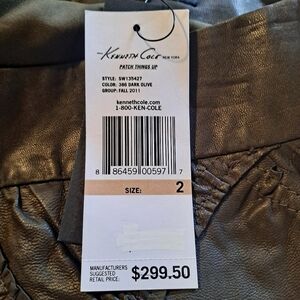 Kenneth Cole NEW YORK
PATCH THINGS UP
STYLE: SW135427
COLOR: 386 DARK OLIVE
GROUP: FALL 2011
kennethcole.com
1-800-KEN-COLE
8 86459 00597 7
SIZE: 2
MANUFACTURERS
SUGGESTED
RETAIL PRICE:
$299.50